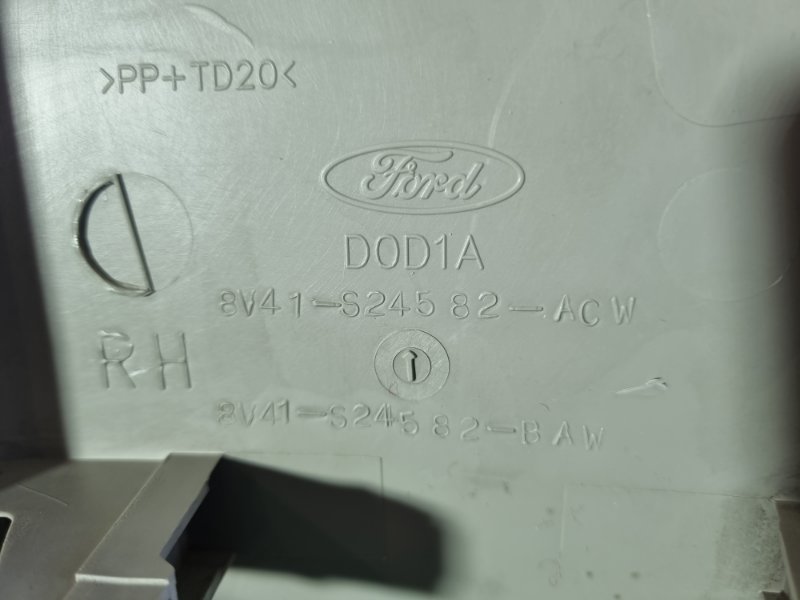 >PP+TD20<
Ford
D0D1A
8V41-S24582-ACW
RH
8V41-S24582-BAW